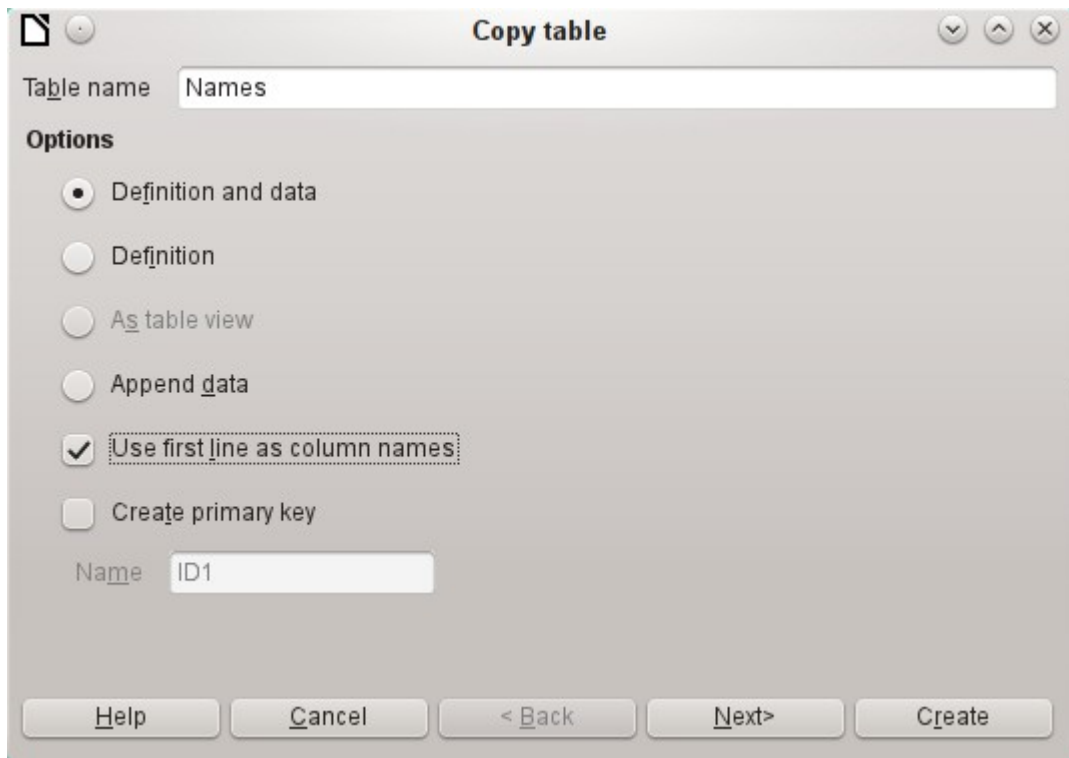 Copy table
Table name Names
Options
Definition and data
Definition
As table view
Append data
Use first line as column names
Create primary key
Name ID1
Help Cancel < Back Next> Create